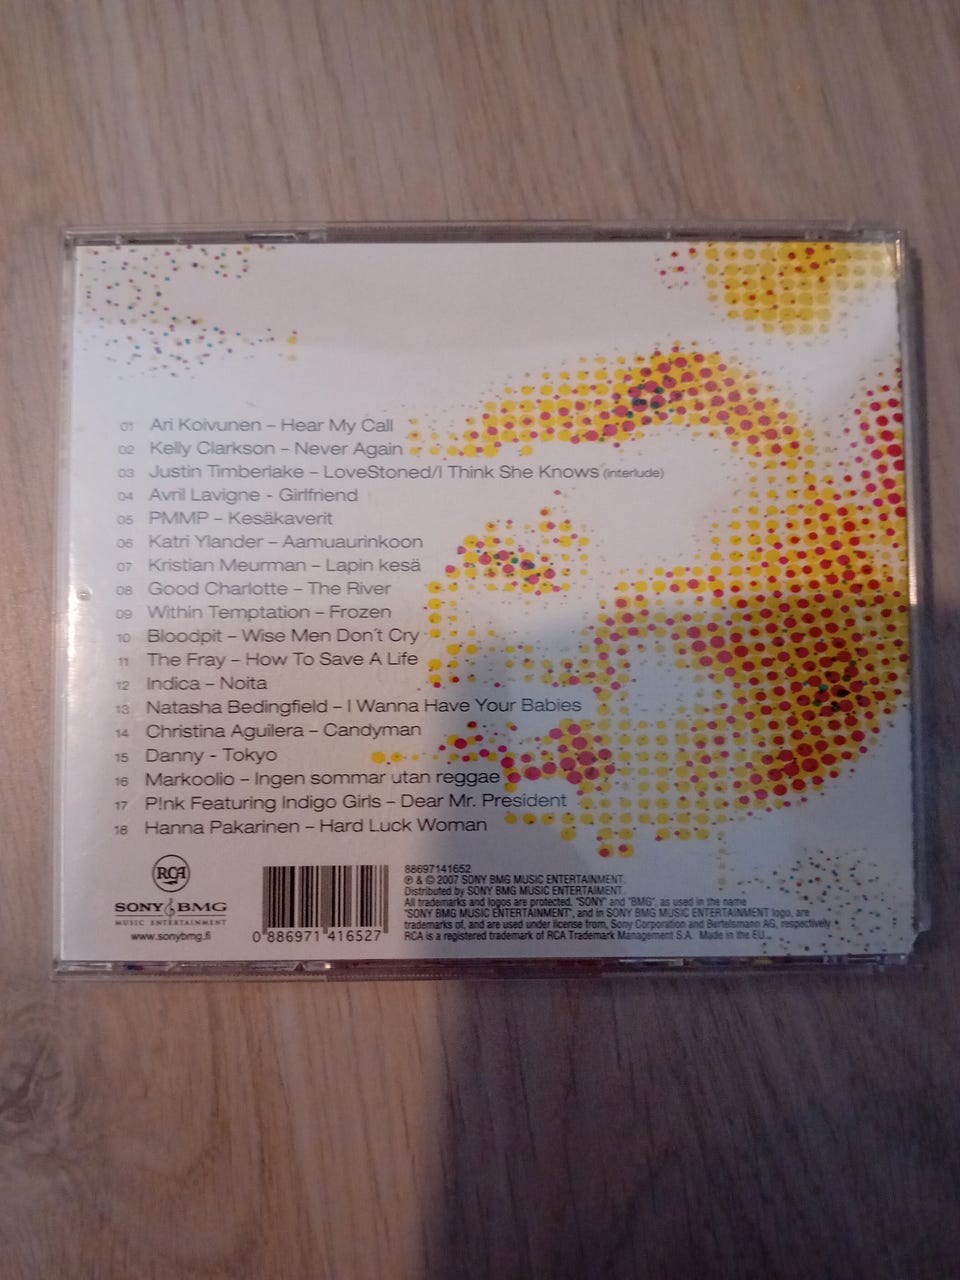 01 Ari Koivunen – Hear My Call
02 Kelly Clarkson – Never Again
03 Justin Timberlake – LoveStoned/I Think She Knows (interlude)
04 Avril Lavigne - Girlfriend
05 PMMP – Kesäkaverit
06 Katri Ylander – Aamuaurinkoon
07 Kristian Meurman – Lapin kesä
08 Good Charlotte – The River
09 Within Temptation – Frozen
10 Bloodpit – Wise Men Don´t Cry
11 The Fray – How To Save A Life
12 Indica – Noita
13 Natasha Bedingfield – I Wanna Have Your Babies
14 Christina Aguilera – Candyman
15 Danny - Tokyo
16 Markoolio – Ingen sommar utan reggae
17 P!nk Featuring Indigo Girls – Dear Mr. President
18 Hanna Pakarinen – Hard Luck Woman
RCA
SONY BMG
MUSIC ENTERTAINMENT
www.sonybmg.fi
0 886971 416527
88697141652
℗ & © 2007 SONY BMG MUSIC ENTERTAINMENT.
Distributed by SONY BMG MUSIC ENTERTAIMENT.
All trademarks and logos are protected. "SONY" and "BMG", as used in the name
"SONY BMG MUSIC ENTERTAINMENT", and in SONY BMG MUSIC ENTERTAINMENT logo, are
trademarks of, and are used under license from, Sony Corporation and Bertelsmann AG, respectively
RCA is a registered trademark of RCA Trademark Management S.A. Made in the EU.